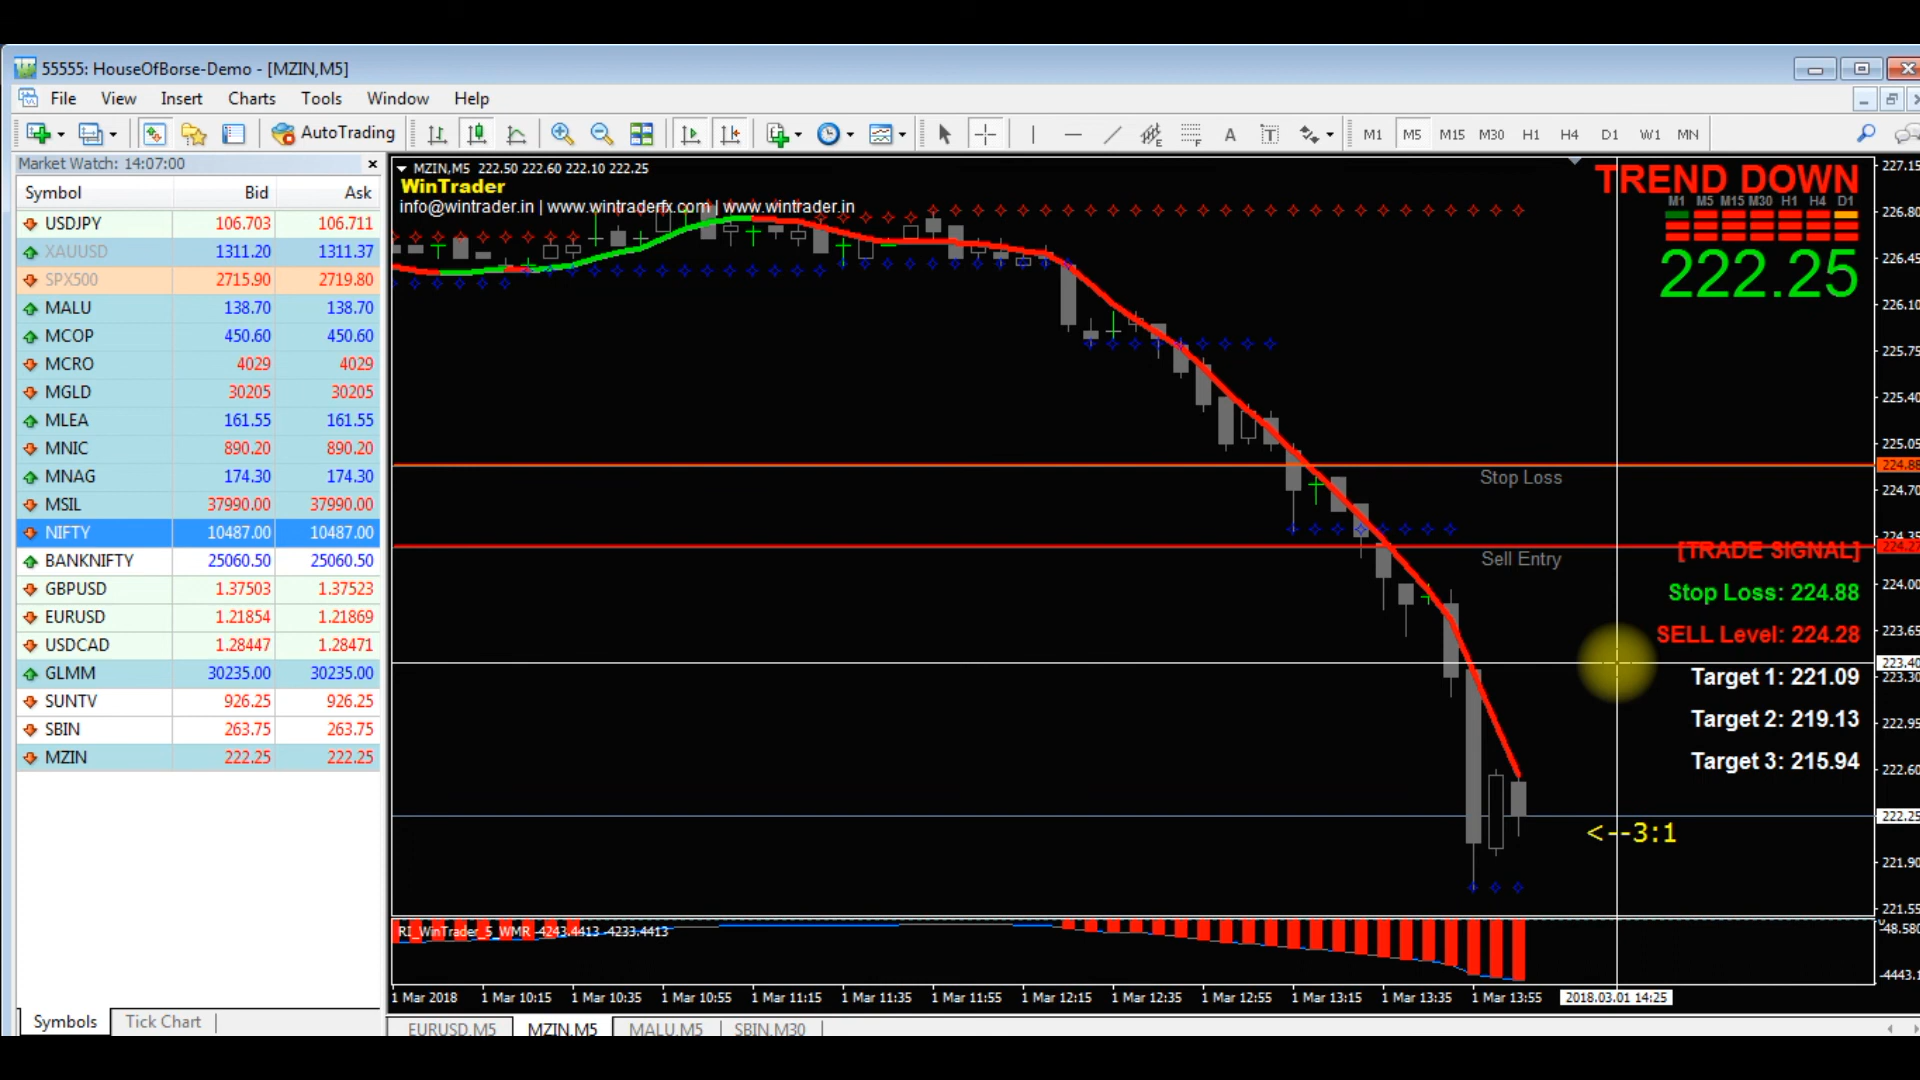 55555: HouseOfBorse-Demo - [MZIN,M5]
File View Insert Charts Tools Window Help
AutoTrading A T M1 M5 M15 M30 H1 H4 D1 W1 MN
Market Watch: 14:07:00
Symbol Bid Ask
USDJPY 106.703 106.711
XAUUSD 1311.20 1311.37
SPX500 2715.90 2719.80
MALU 138.70 138.70
MCOP 450.60 450.60
MCRO 4029 4029
MGLD 30205 30205
MLEA 161.55 161.55
MNIC 890.20 890.20
MNAG 174.30 174.30
MSIL 37990.00 37990.00
NIFTY 10487.00 10487.00
BANKNIFTY 25060.50 25060.50
GBPUSD 1.37503 1.37523
EURUSD 1.21854 1.21869
USDCAD 1.28447 1.28471
GLMM 30235.00 30235.00
SUNTV 926.25 926.25
SBIN 263.75 263.75
MZIN 222.25 222.25
Symbols Tick Chart
MZIN,M5 222.50 222.60 222.10 222.25
WinTrader
info@wintrader.in | www.wintraderfx.com | www.wintrader.in
TREND DOWN
M1 M5 M15 M30 H1 H4 D1
222.25
Stop Loss
Sell Entry
[TRADE SIGNAL]
Stop Loss: 224.88
SELL Level: 224.28
Target 1: 221.09
Target 2: 219.13
Target 3: 215.94
<--3:1
227.15
226.80
226.45
226.10
225.75
225.40
225.05
224.88
224.70
224.35
224.27
224.00
223.65
223.40
223.30
222.95
222.60
222.25
221.90
221.55
RI_WinTrader_5_WMR -4243.4413 -4233.4413
-48.580
-4443.1
1 Mar 2018 1 Mar 10:15 1 Mar 10:35 1 Mar 10:55 1 Mar 11:15 1 Mar 11:35 1 Mar 11:55 1 Mar 12:15 1 Mar 12:35 1 Mar 12:55 1 Mar 13:15 1 Mar 13:35 1 Mar 13:55 2018.03.01 14:25
EURUSD,M5 MZIN,M5 MALU,M5 SBIN,M30